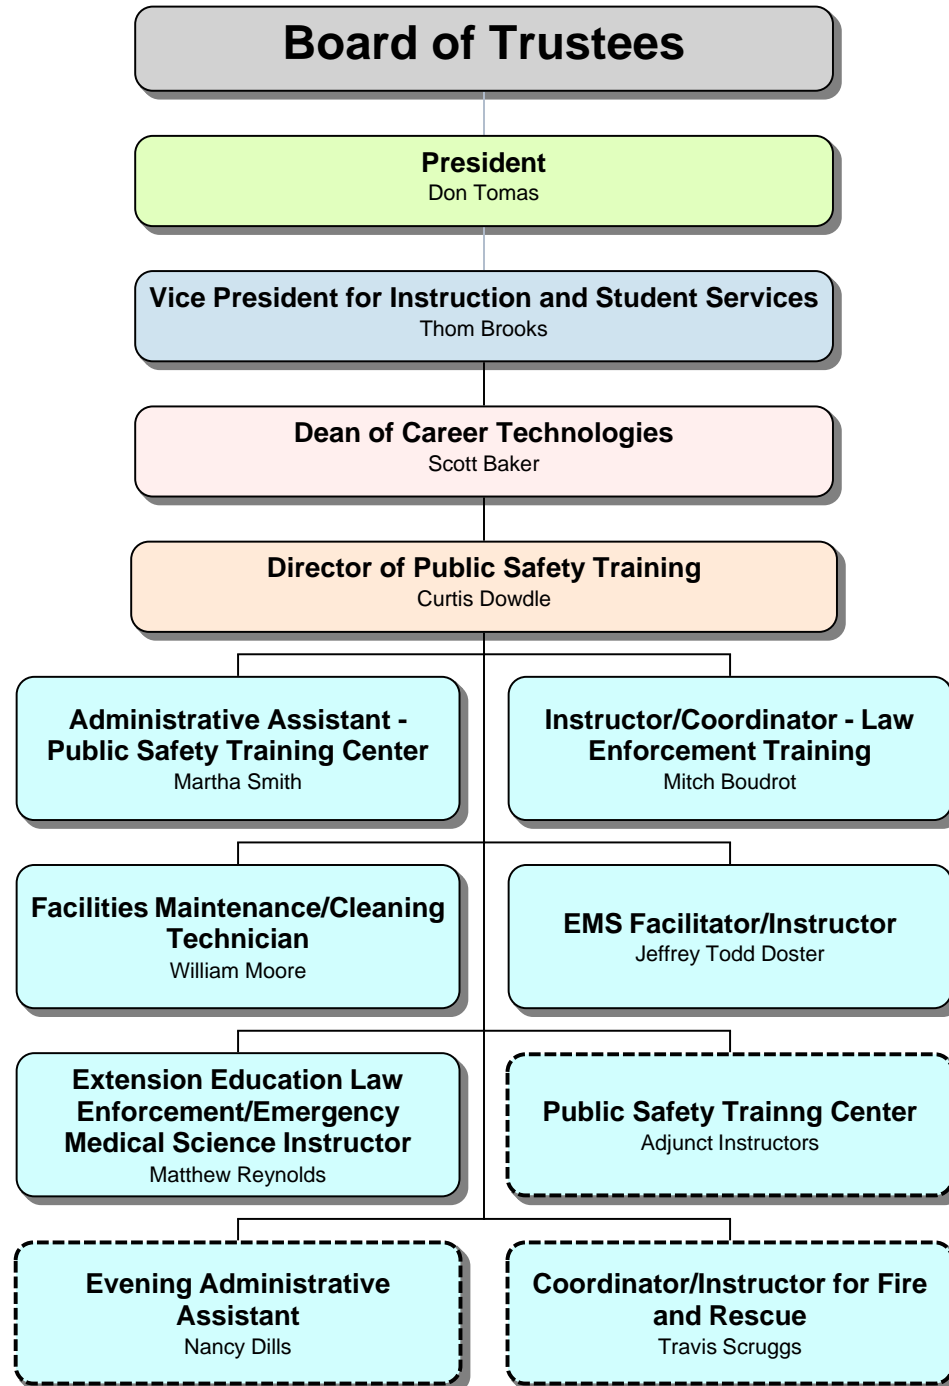 Board of Trustees
President
Don Tomas
Vice President for Instruction and Student Services
Thom Brooks
Dean of Career Technologies
Scott Baker
Director of Public Safety Training
Curtis Dowdle
Administrative Assistant -
Public Safety Training Center
Martha Smith
Instructor/Coordinator - Law
Enforcement Training
Mitch Boudrot
Facilities Maintenance/Cleaning
Technician
William Moore
EMS Facilitator/Instructor
Jeffrey Todd Doster
Extension Education Law
Enforcement/Emergency
Medical Science Instructor
Matthew Reynolds
Public Safety Trainng Center
Adjunct Instructors
Evening Administrative
Assistant
Nancy Dills
Coordinator/Instructor for Fire
and Rescue
Travis Scruggs